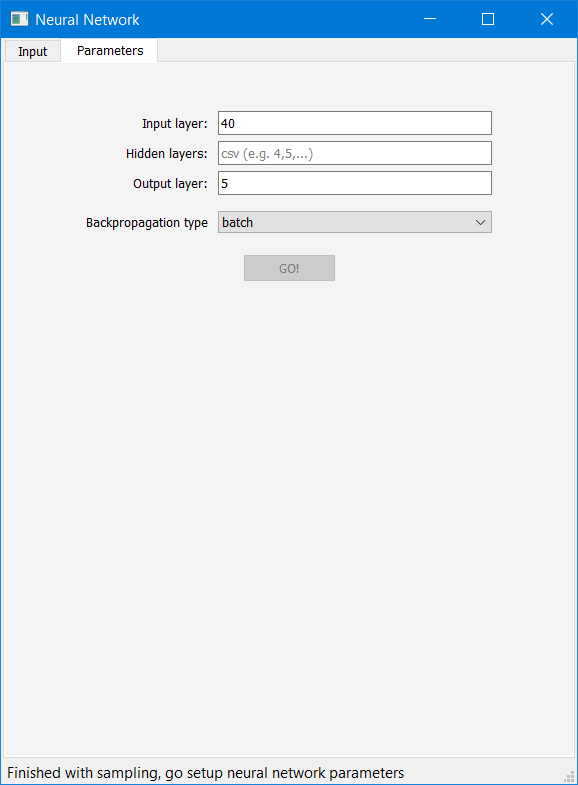 Neural Network
Input Parameters
Input layer: 40
Hidden layers: csv (e.g. 4,5,...)
Output layer: 5
Backpropagation type batch
GO!
Finished with sampling, go setup neural network parameters